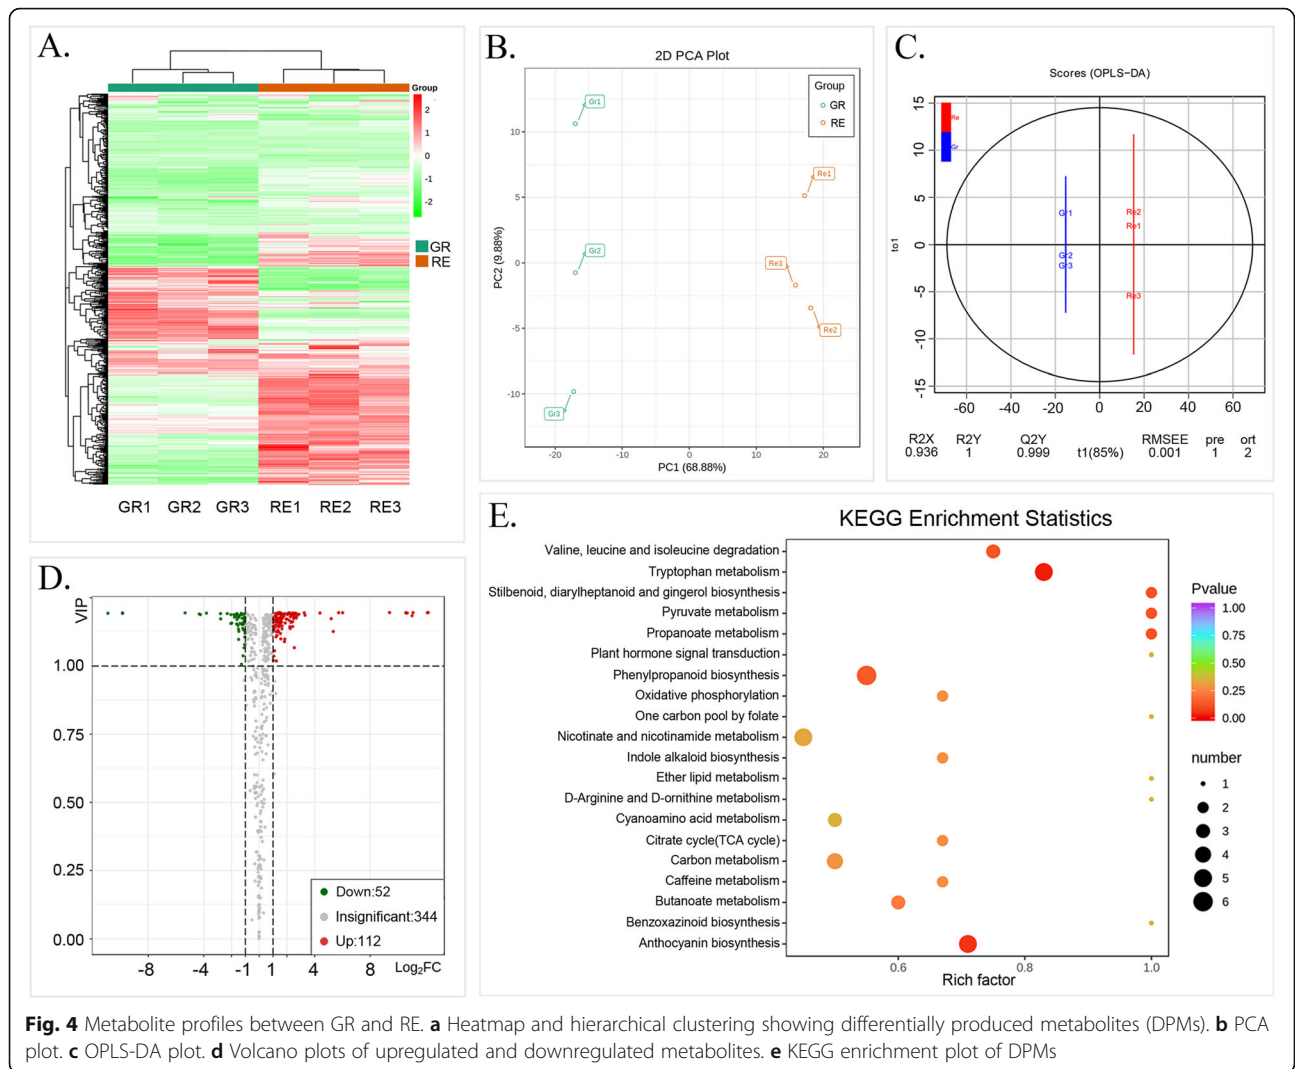 A.
Group
2
1
0
-1
-2
GR
RE
GR1 GR2 GR3 RE1 RE2 RE3
B.
2D PCA Plot
Group
GR
RE
Gr1
Re1
Gr2
Re3
Re2
Gr3
10
5
0
-5
-10
PC2 (9.88%)
-20 -10 0 10 20
PC1 (68.88%)
C.
Scores (OPLS-DA)
Re
Gr
15
10
5
0
-5
-10
-15
to1
Gr1
Gr2
Gr3
Re2
Re1
Re3
-60 -40 -20 0 20 40 60
R2X R2Y Q2Y RMSEE pre ort
0.936 1 0.999 t1(85%) 0.001 1 2
D.
VIP
1.00
0.75
0.50
0.25
0.00
Down:52
Insignificant:344
Up:112
-8 -4 -1 1 4 8 Log2FC
E.
KEGG Enrichment Statistics
Valine, leucine and isoleucine degradation
Tryptophan metabolism
Stilbenoid, diarylheptanoid and gingerol biosynthesis
Pyruvate metabolism
Propanoate metabolism
Plant hormone signal transduction
Phenylpropanoid biosynthesis
Oxidative phosphorylation
One carbon pool by folate
Nicotinate and nicotinamide metabolism
Indole alkaloid biosynthesis
Ether lipid metabolism
D-Arginine and D-ornithine metabolism
Cyanoamino acid metabolism
Citrate cycle(TCA cycle)
Carbon metabolism
Caffeine metabolism
Butanoate metabolism
Benzoxazinoid biosynthesis
Anthocyanin biosynthesis
0.6 0.8 1.0
Rich factor
Pvalue
1.00
0.75
0.50
0.25
0.00
number
1
2
3
4
5
6
Fig. 4 Metabolite profiles between GR and RE. a Heatmap and hierarchical clustering showing differentially produced metabolites (DPMs). b PCA
plot. c OPLS-DA plot. d Volcano plots of upregulated and downregulated metabolites. e KEGG enrichment plot of DPMs